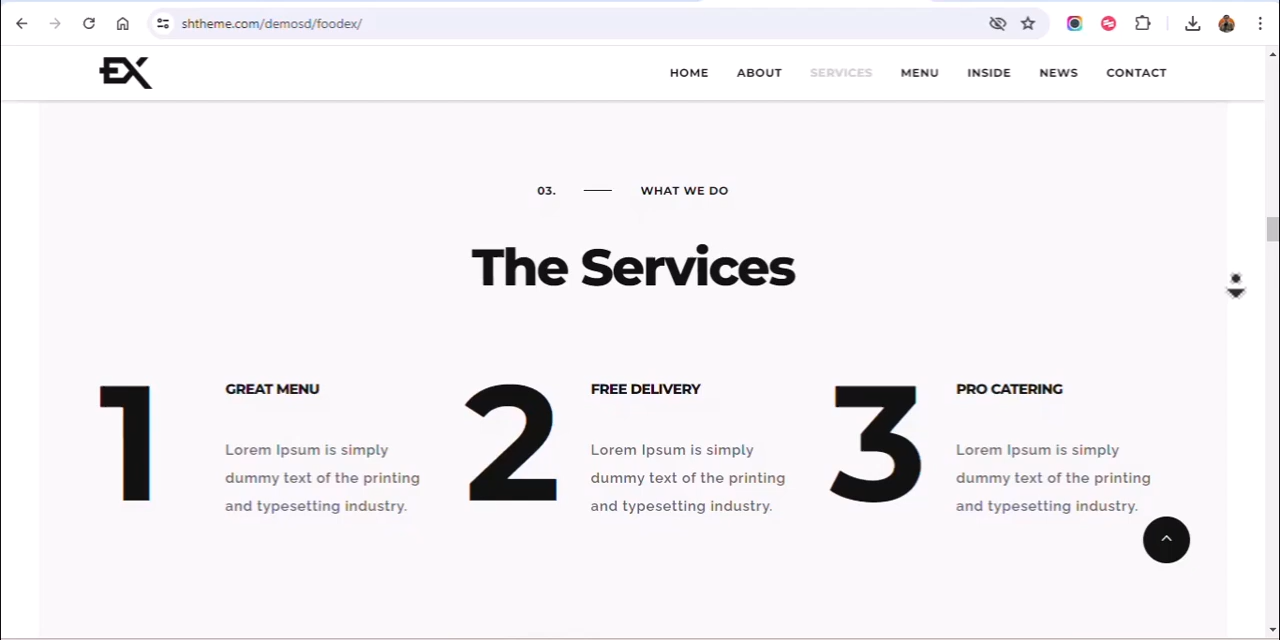 shtheme.com/demosd/foodex/
EX
HOME ABOUT SERVICES MENU INSIDE NEWS CONTACT
03. WHAT WE DO
The Services
1
GREAT MENU
Lorem Ipsum is simply
dummy text of the printing
and typesetting industry.
2
FREE DELIVERY
Lorem Ipsum is simply
dummy text of the printing
and typesetting industry.
3
PRO CATERING
Lorem Ipsum is simply
dummy text of the printing
and typesetting industry.